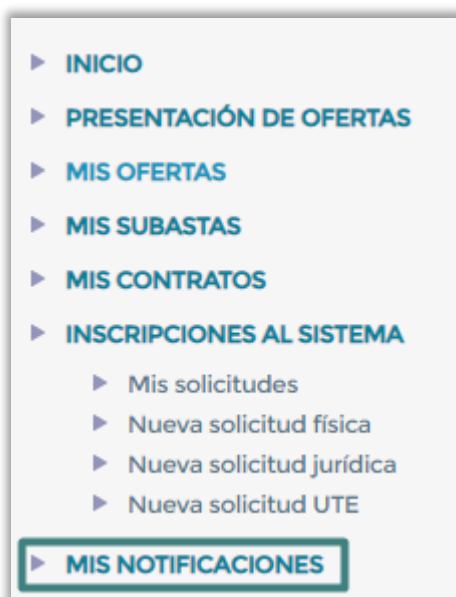 INICIO
PRESENTACIÓN DE OFERTAS
MIS OFERTAS
MIS SUBASTAS
MIS CONTRATOS
INSCRIPCIONES AL SISTEMA
Mis solicitudes
Nueva solicitud física
Nueva solicitud jurídica
Nueva solicitud UTE
MIS NOTIFICACIONES